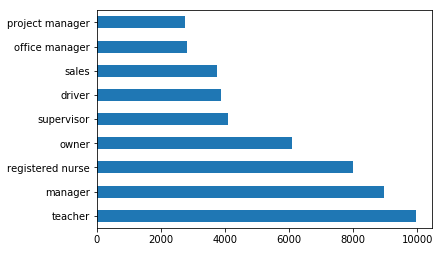 project manager
office manager
sales
driver
supervisor
owner
registered nurse
manager
teacher
0 2000 4000 6000 8000 10000